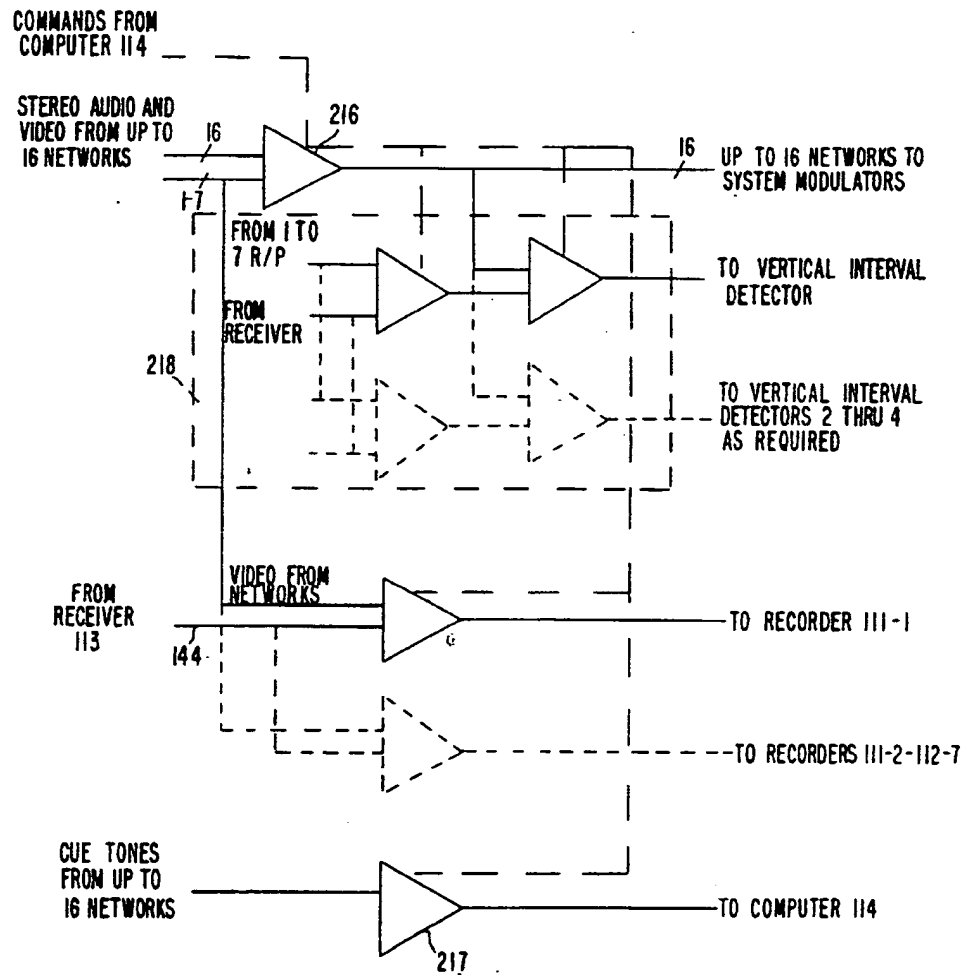 COMMANDS FROM
COMPUTER 114
STEREO AUDIO AND
VIDEO FROM UP TO
16 NETWORKS
16
1-7
216
16
UP TO 16 NETWORKS TO
SYSTEM MODULATORS
FROM 1 TO
7 R/P
FROM
RECEIVER
TO VERTICAL INTERVAL
DETECTOR
218
TO VERTICAL INTERVAL
DETECTORS 2 THRU 4
AS REQUIRED
VIDEO FROM
NETWORKS
FROM
RECEIVER
113
144
TO RECORDER 111-1
TO RECORDERS 111-2-112-7
CUE TONES
FROM UP TO
16 NETWORKS
TO COMPUTER 114
217